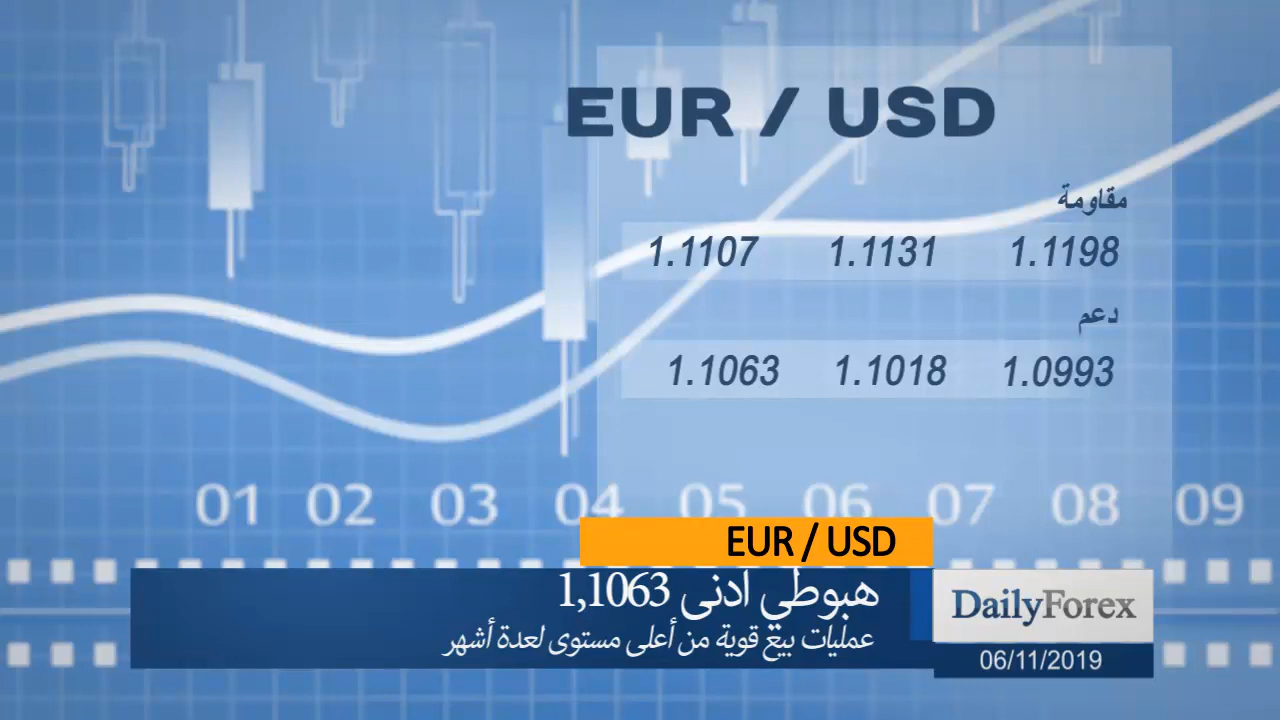 EUR / USD
مقاومة
1.1107 1.1131 1.1198
دعم
1.1063 1.1018 1.0993
01 02 03 04 05 06 07 08 09
EUR / USD
هبوطي أدنى 1,1063
عمليات بيع قوية من أعلى مستوى لعدة أشهر
DailyForex
06/11/2019